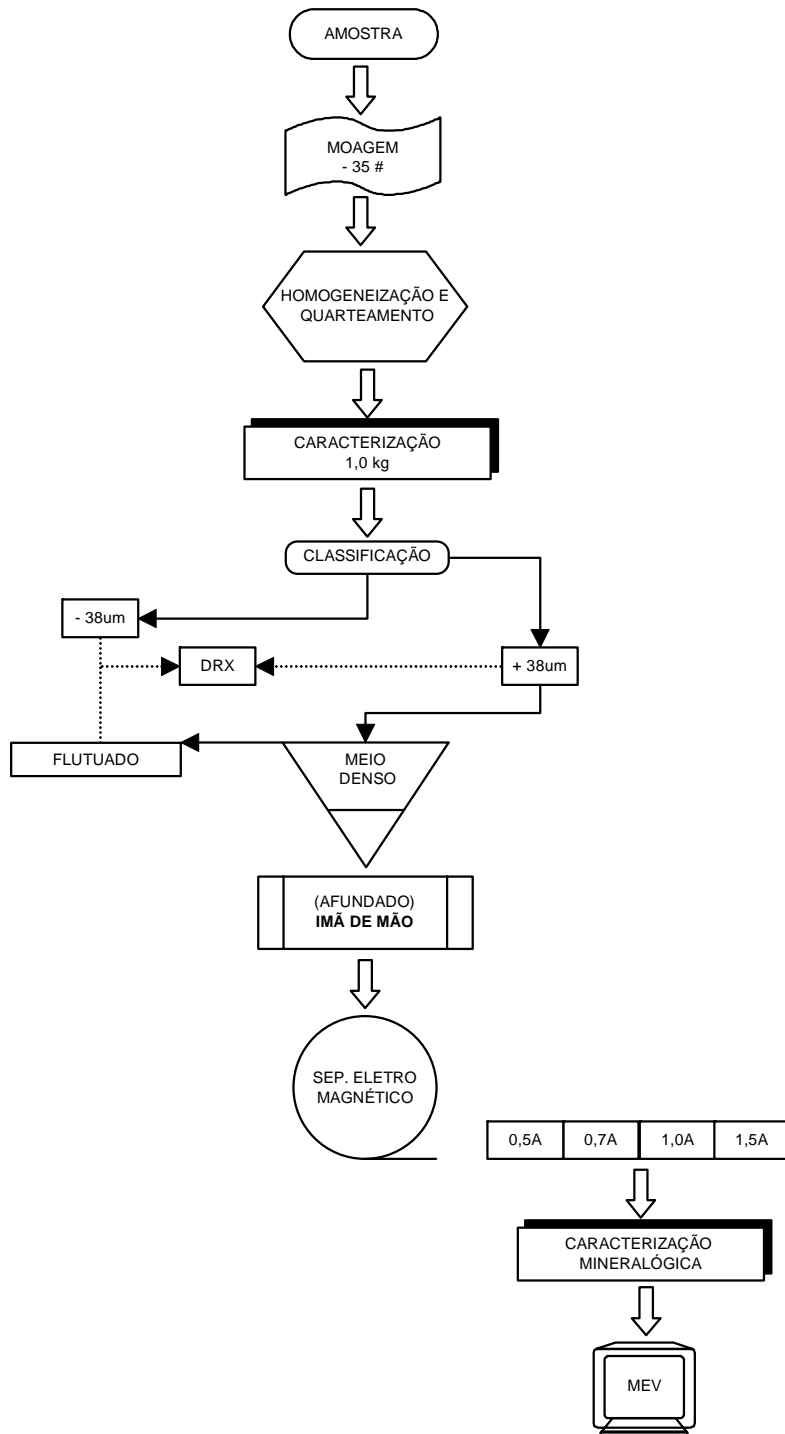 AMOSTRA
MOAGEM
- 35 #
HOMOGENEIZAÇÃO E
QUARTEAMENTO
CARACTERIZAÇÃO
1,0 kg
CLASSIFICAÇÃO
- 38um
DRX
+ 38um
FLUTUADO
MEIO
DENSO
(AFUNDADO)
IMÃ DE MÃO
SEP. ELETRO
MAGNÉTICO
0,5A
0,7A
1,0A
1,5A
CARACTERIZAÇÃO
MINERALÓGICA
MEV